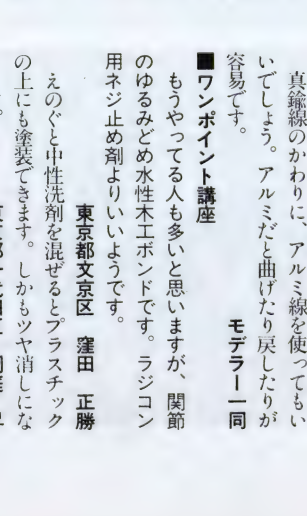 真鍮線のかわりに、アルミ線を使ってもい
いでしょう。アルミだと曲げたり戻したりが
容易です。
モデラー一同
■ワンポイント講座
もうやってる人も多いと思いますが、関節
のゆるみどめ水性木工ボンドです。ラジコン
用ネジ止め剤よりいいようです。
東京都文京区　窪田　正勝
えのぐと中性洗剤を混ぜるとプラスチック
の上にも塗装できます。しかもツヤ消しにな